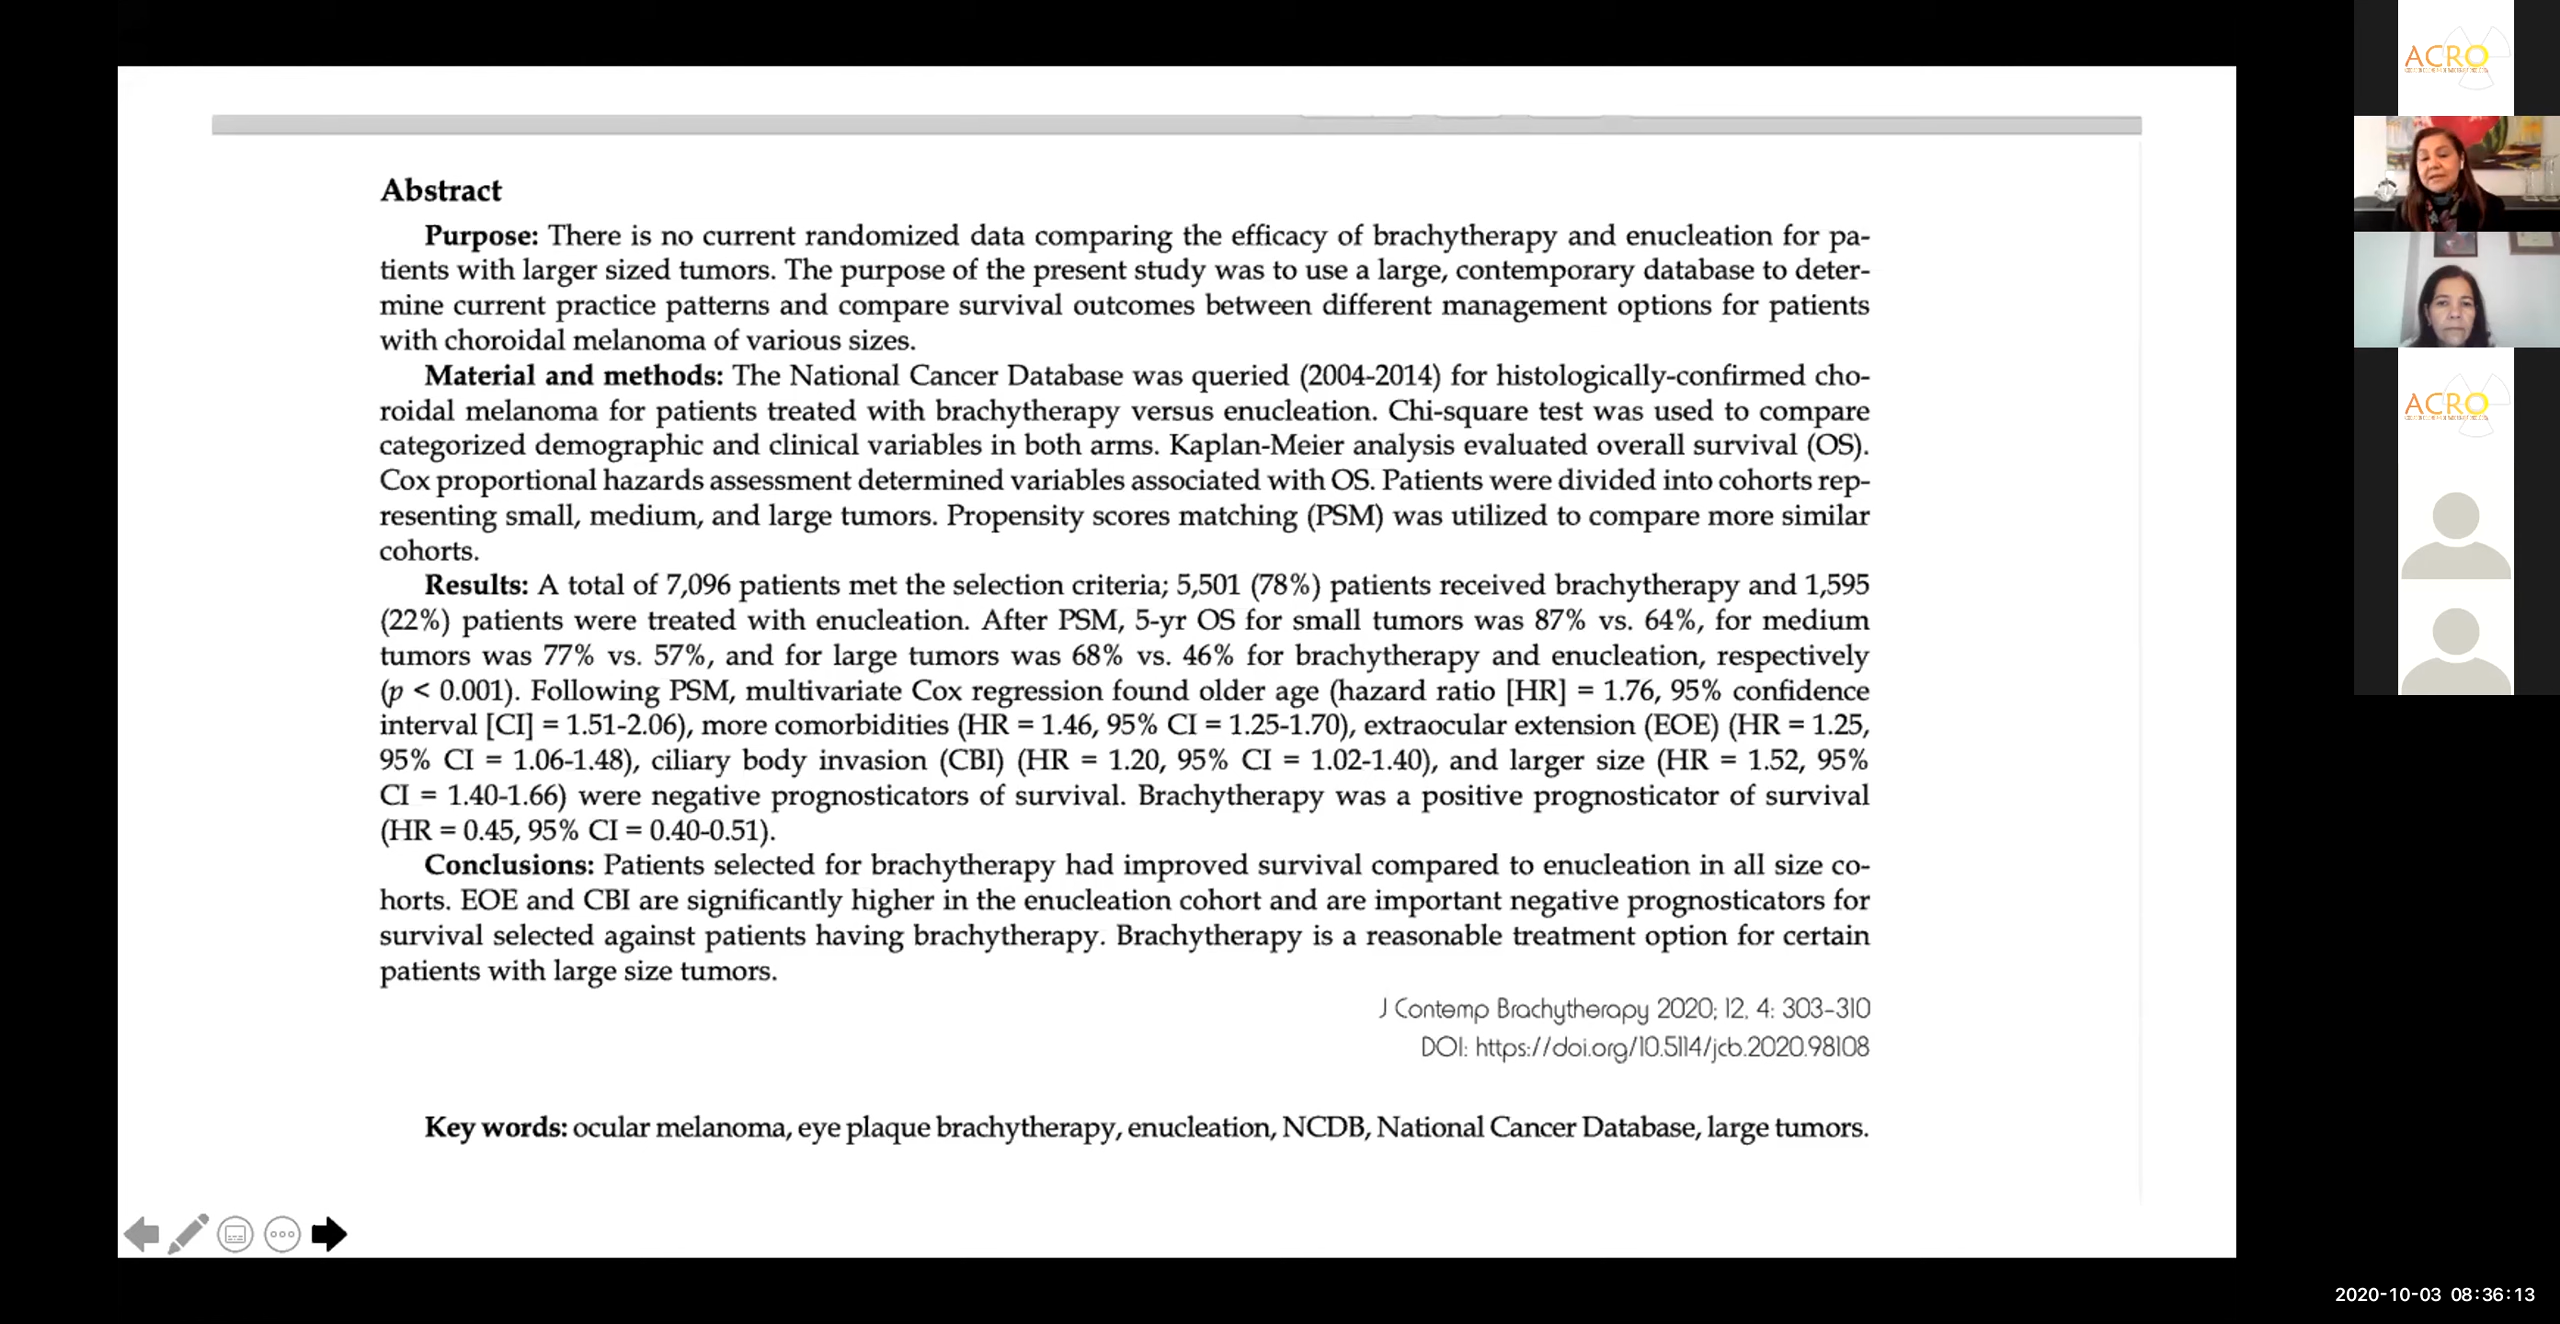 ACRO
Abstract
Purpose: There is no current randomized data comparing the efficacy of brachytherapy and enucleation for pa-
tients with larger sized tumors. The purpose of the present study was to use a large, contemporary database to deter-
mine current practice patterns and compare survival outcomes between different management options for patients
with choroidal melanoma of various sizes.
Material and methods: The National Cancer Database was queried (2004-2014) for histologically-confirmed cho-
roidal melanoma for patients treated with brachytherapy versus enucleation. Chi-square test was used to compare
categorized demographic and clinical variables in both arms. Kaplan-Meier analysis evaluated overall survival (OS).
Cox proportional hazards assessment determined variables associated with OS. Patients were divided into cohorts rep-
resenting small, medium, and large tumors. Propensity scores matching (PSM) was utilized to compare more similar
cohorts.
Results: A total of 7,096 patients met the selection criteria; 5,501 (78%) patients received brachytherapy and 1,595
(22%) patients were treated with enucleation. After PSM, 5-yr OS for small tumors was 87% vs. 64%, for medium
tumors was 77% vs. 57%, and for large tumors was 68% vs. 46% for brachytherapy and enucleation, respectively
(p < 0.001). Following PSM, multivariate Cox regression found older age (hazard ratio [HR] = 1.76, 95% confidence
interval [CI] = 1.51-2.06), more comorbidities (HR = 1.46, 95% CI = 1.25-1.70), extraocular extension (EOE) (HR = 1.25,
95% CI = 1.06-1.48), ciliary body invasion (CBI) (HR = 1.20, 95% CI = 1.02-1.40), and larger size (HR = 1.52, 95%
CI = 1.40-1.66) were negative prognosticators of survival. Brachytherapy was a positive prognosticator of survival
(HR = 0.45, 95% CI = 0.40-0.51).
Conclusions: Patients selected for brachytherapy had improved survival compared to enucleation in all size co-
horts. EOE and CBI are significantly higher in the enucleation cohort and are important negative prognosticators for
survival selected against patients having brachytherapy. Brachytherapy is a reasonable treatment option for certain
patients with large size tumors.
J Contemp Brachytherapy 2020; 12, 4: 303-310
DOI: https://doi.org/10.5114/jcb.2020.98108
Key words: ocular melanoma, eye plaque brachytherapy, enucleation, NCDB, National Cancer Database, large tumors.
ACRO
2020-10-03 08:36:13